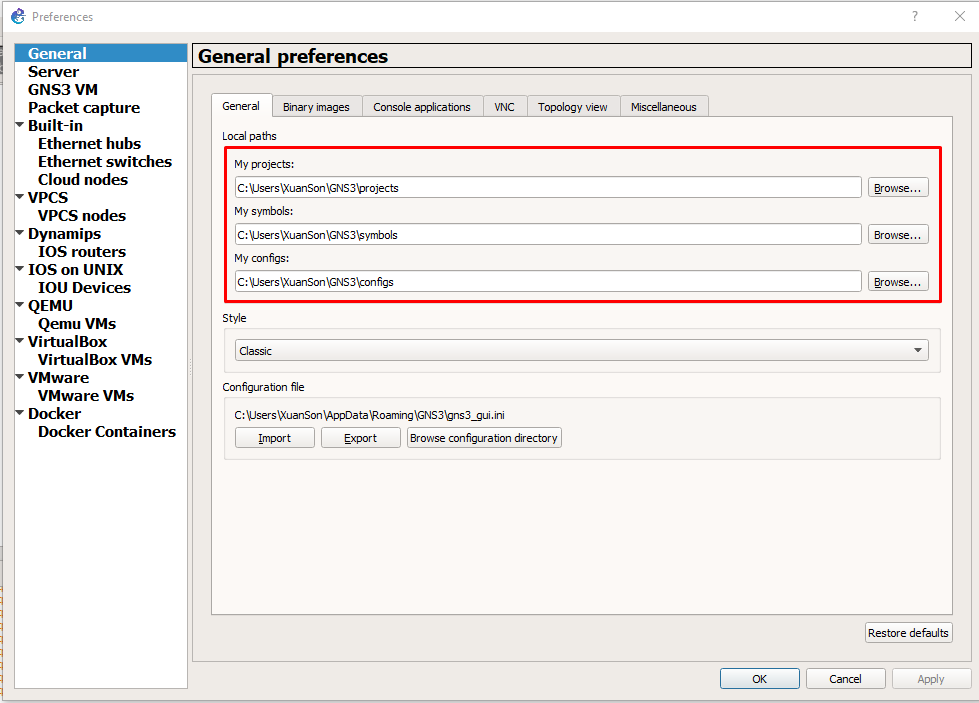 Preferences
General
Server
GNS3 VM
Packet capture
Built-in
Ethernet hubs
Ethernet switches
Cloud nodes
VPCS
VPCS nodes
Dynamips
IOS routers
IOS on UNIX
IOU Devices
QEMU
Qemu VMs
VirtualBox
VirtualBox VMs
VMware
VMware VMs
Docker
Docker Containers
General preferences
General Binary images Console applications VNC Topology view Miscellaneous
Local paths
My projects:
C:\Users\XuanSon\GNS3\projects Browse...
My symbols:
C:\Users\XuanSon\GNS3\symbols Browse...
My configs:
C:\Users\XuanSon\GNS3\configs Browse...
Style
Classic
Configuration file
C:\Users\XuanSon\AppData\Roaming\GNS3\gns3_gui.ini
Import Export Browse configuration directory
Restore defaults
OK Cancel Apply